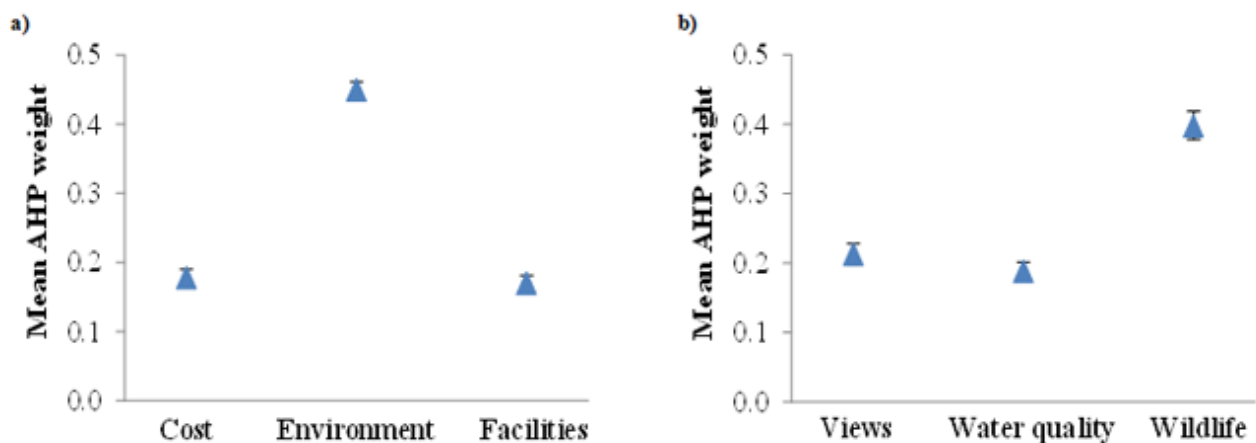 a)
Mean AHP weight
0.5
0.4
0.3
0.2
0.1
0.0
Cost Environment Facilities
b)
Mean AHP weight
0.5
0.4
0.3
0.2
0.1
0.0
Views Water quality Wildlife